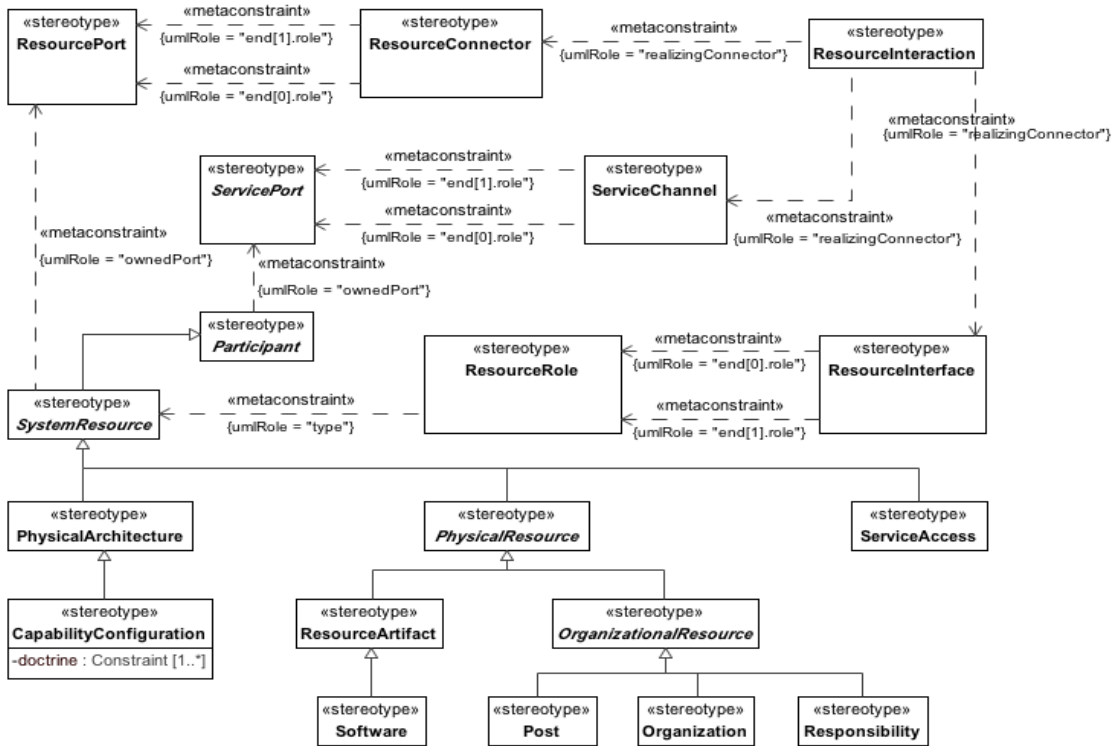 «stereotype»
ResourcePort
«metaconstraint»
{umlRole = "end[1].role"}
«metaconstraint»
{umlRole = "end[0].role"}
«stereotype»
ResourceConnector
«metaconstraint»
{umlRole = "realizingConnector"}
«stereotype»
ResourceInteraction
«metaconstraint»
{umlRole = "realizingConnector"}
«stereotype»
ServicePort
«metaconstraint»
{umlRole = "end[1].role"}
«metaconstraint»
{umlRole = "end[0].role"}
«stereotype»
ServiceChannel
«metaconstraint»
{umlRole = "realizingConnector"}
«metaconstraint»
{umlRole = "ownedPort"}
«metaconstraint»
{umlRole = "ownedPort"}
«stereotype»
Participant
«stereotype»
ResourceRole
«metaconstraint»
{umlRole = "end[0].role"}
«metaconstraint»
{umlRole = "end[1].role"}
«stereotype»
ResourceInterface
«stereotype»
SystemResource
«metaconstraint»
{umlRole = "type"}
«stereotype»
PhysicalArchitecture
«stereotype»
PhysicalResource
«stereotype»
ServiceAccess
«stereotype»
CapabilityConfiguration
-doctrine : Constraint [1..*]
«stereotype»
ResourceArtifact
«stereotype»
OrganizationalResource
«stereotype»
Software
«stereotype»
Post
«stereotype»
Organization
«stereotype»
Responsibility